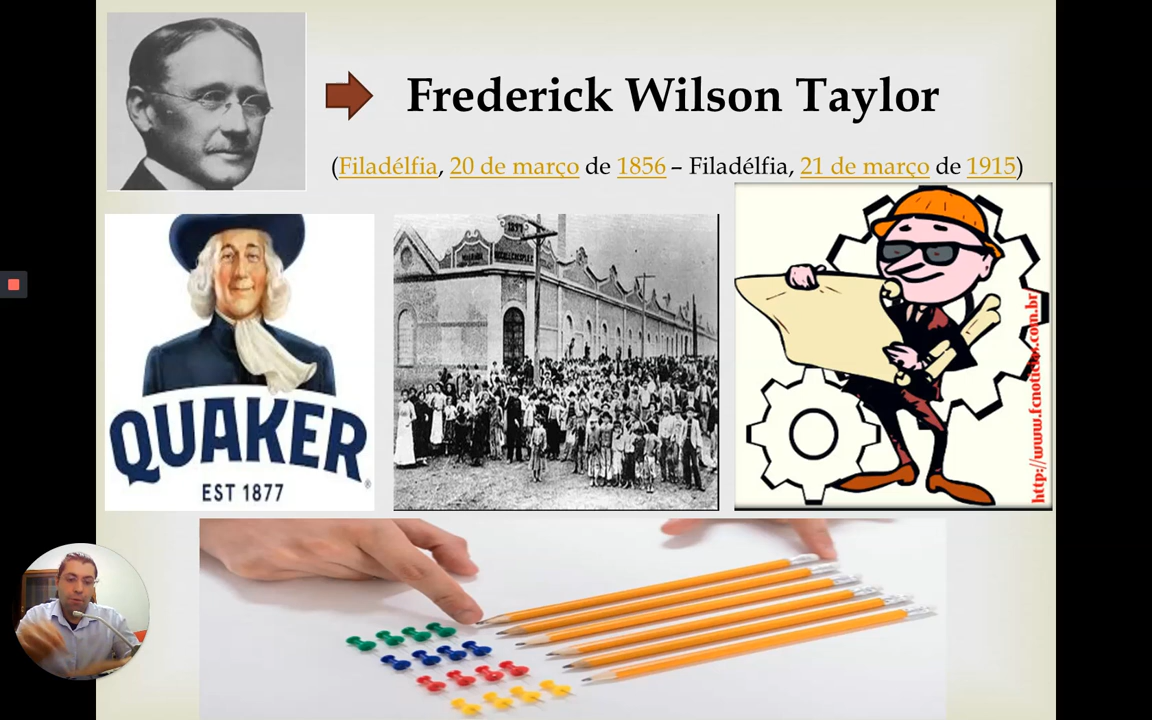 Frederick Wilson Taylor
(Filadélfia, 20 de março de 1856 – Filadélfia, 21 de março de 1915)
QUAKER
EST 1877
1897
http://www.fcnoticias.com.br/